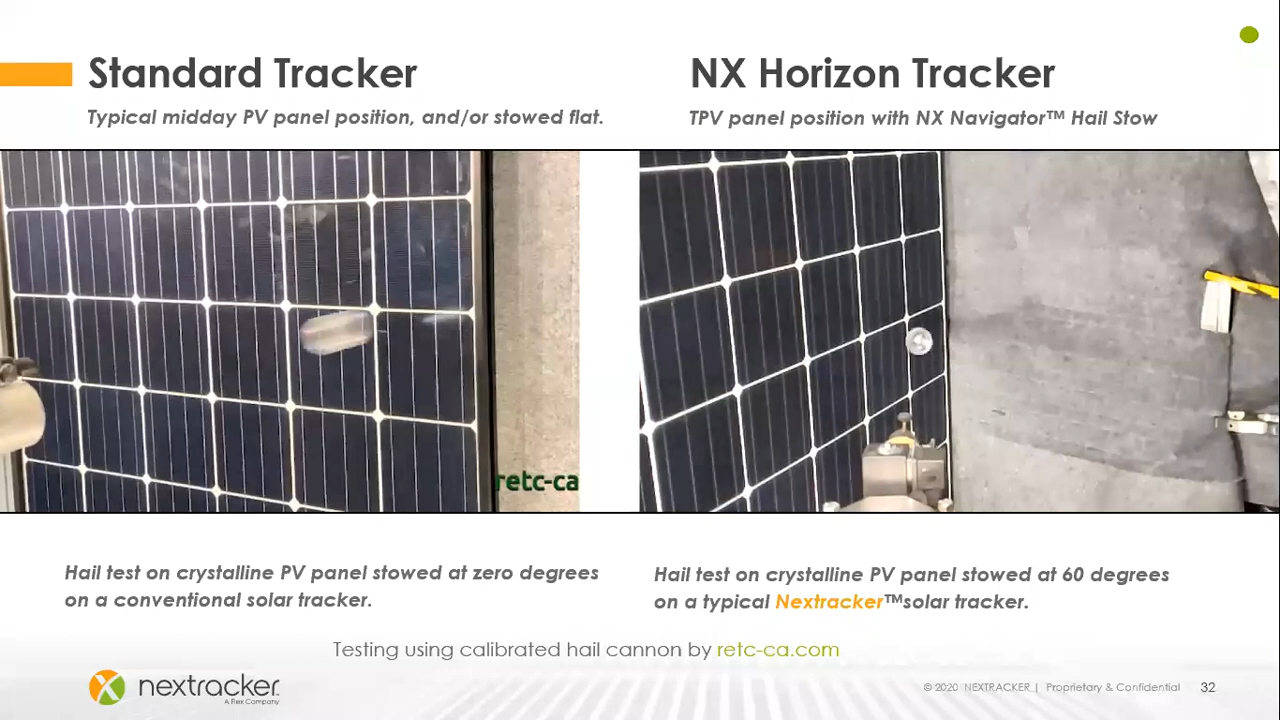 Standard Tracker
Typical midday PV panel position, and/or stowed flat.
NX Horizon Tracker
TPV panel position with NX Navigator™ Hail Stow
retc-ca
Hail test on crystalline PV panel stowed at zero degrees
on a conventional solar tracker.
Hail test on crystalline PV panel stowed at 60 degrees
on a typical Nextracker™solar tracker.
Testing using calibrated hail cannon by retc-ca.com
nextracker
A Flex Company
© 2020 NEXTRACKER | Proprietary & Confidential 32